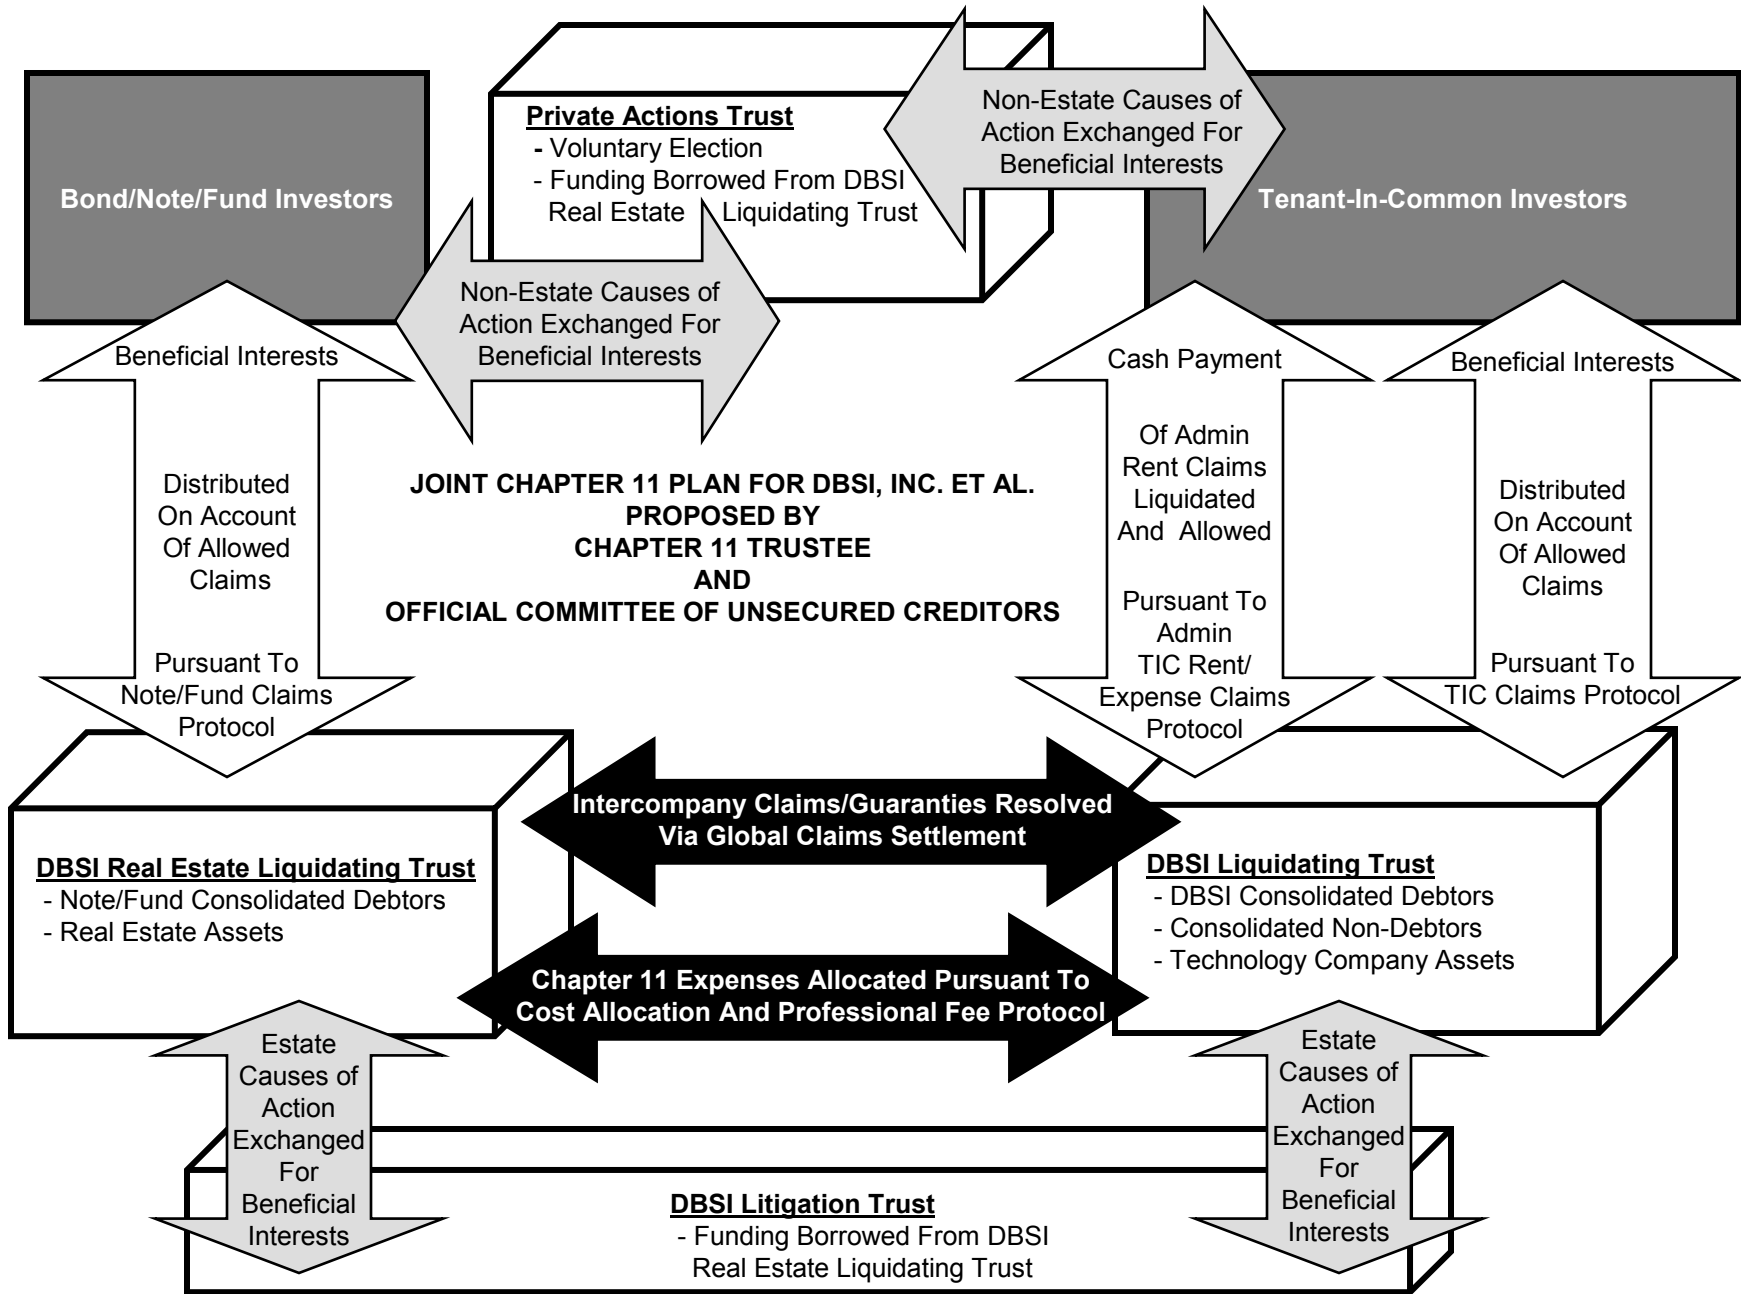 Private Actions Trust
- Voluntary Election
- Funding Borrowed From DBSI
Real Estate Liquidating Trust
Non-Estate Causes of
Action Exchanged For
Beneficial Interests
Bond/Note/Fund Investors
Tenant-In-Common Investors
Non-Estate Causes of
Action Exchanged For
Beneficial Interests
Beneficial Interests
Distributed
On Account
Of Allowed
Claims
Pursuant To
Note/Fund Claims
Protocol
JOINT CHAPTER 11 PLAN FOR DBSI, INC. ET AL.
PROPOSED BY
CHAPTER 11 TRUSTEE
AND
OFFICIAL COMMITTEE OF UNSECURED CREDITORS
Cash Payment
Of Admin
Rent Claims
Liquidated
And Allowed
Pursuant To
Admin
TIC Rent/
Expense Claims
Protocol
Beneficial Interests
Distributed
On Account
Of Allowed
Claims
Pursuant To
TIC Claims Protocol
Intercompany Claims/Guaranties Resolved
Via Global Claims Settlement
DBSI Real Estate Liquidating Trust
- Note/Fund Consolidated Debtors
- Real Estate Assets
DBSI Liquidating Trust
- DBSI Consolidated Debtors
- Consolidated Non-Debtors
- Technology Company Assets
Chapter 11 Expenses Allocated Pursuant To
Cost Allocation And Professional Fee Protocol
Estate
Causes of
Action
Exchanged
For
Beneficial
Interests
Estate
Causes of
Action
Exchanged
For
Beneficial
Interests
DBSI Litigation Trust
- Funding Borrowed From DBSI
Real Estate Liquidating Trust